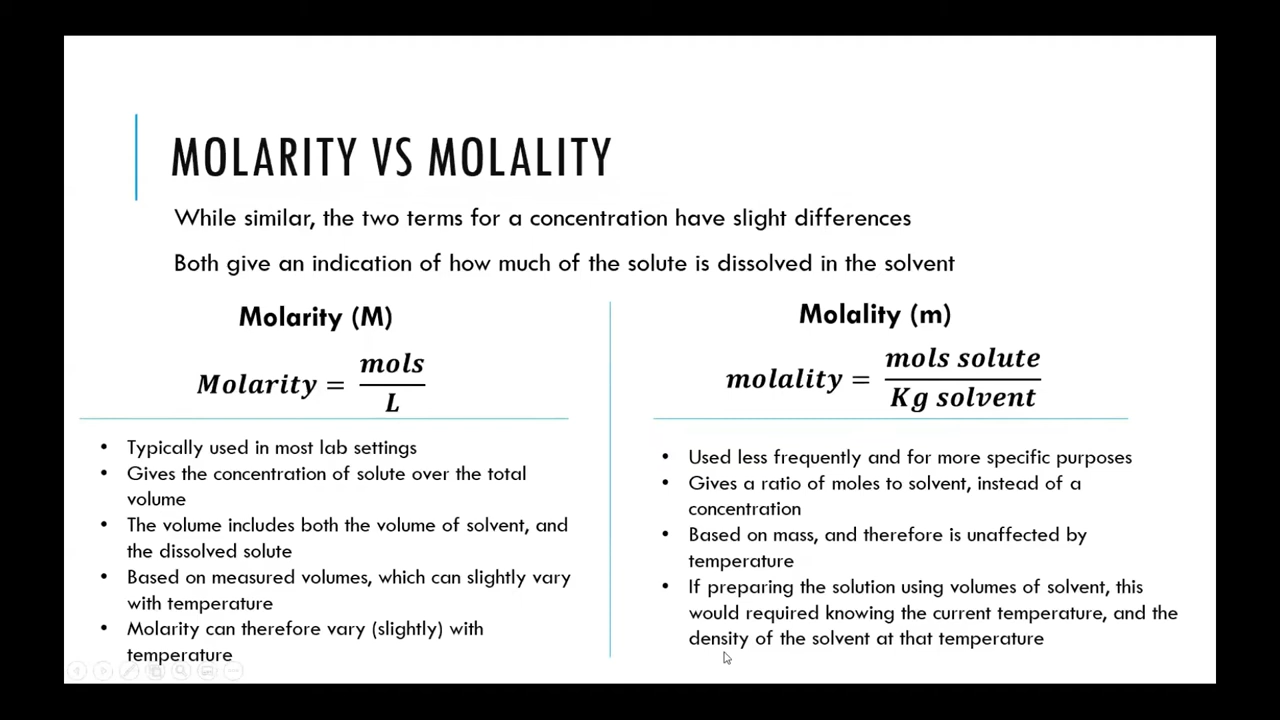 MOLARITY VS MOLALITY
While similar, the two terms for a concentration have slight differences
Both give an indication of how much of the solute is dissolved in the solvent
Molarity (M)
Molarity = mols / L
• Typically used in most lab settings
• Gives the concentration of solute over the total
volume
• The volume includes both the volume of solvent, and
the dissolved solute
• Based on measured volumes, which can slightly vary
with temperature
• Molarity can therefore vary (slightly) with
temperature
Molality (m)
molality = mols solute / Kg solvent
• Used less frequently and for more specific purposes
• Gives a ratio of moles to solvent, instead of a
concentration
• Based on mass, and therefore is unaffected by
temperature
• If preparing the solution using volumes of solvent, this
would required knowing the current temperature, and the
density of the solvent at that temperature